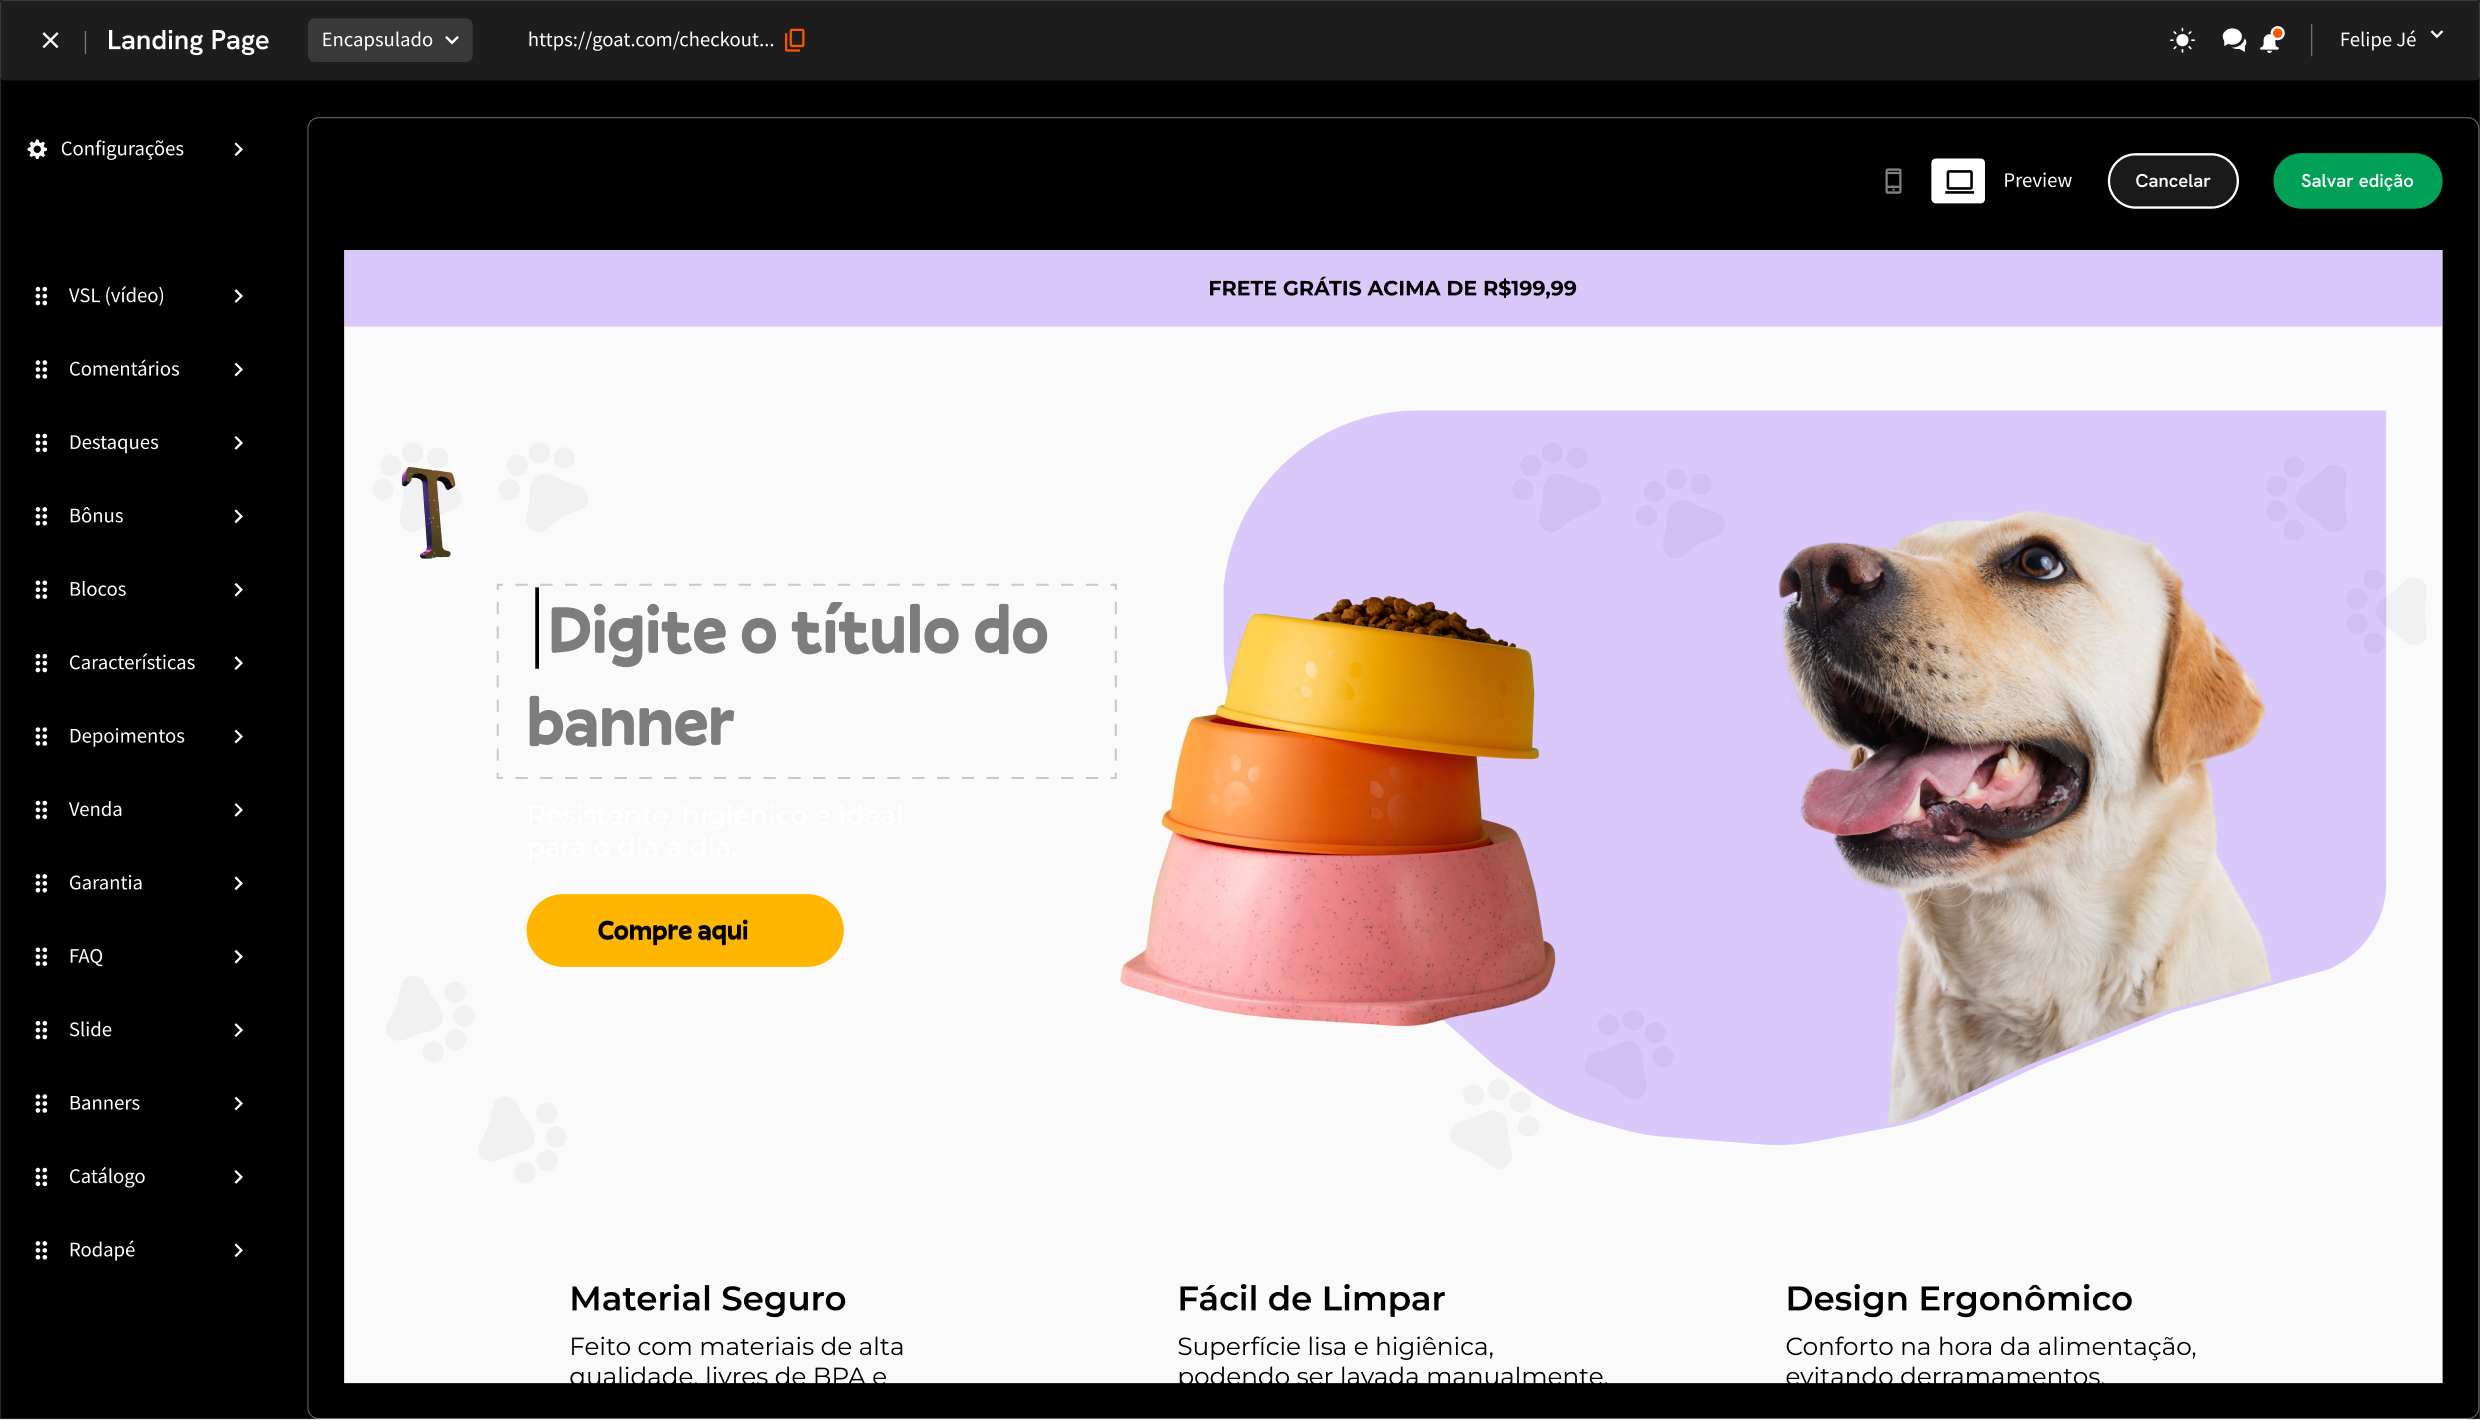 Landing Page
Encapsulado
https://goat.com/checkout...
Felipe Jé
Configurações
Preview
Cancelar
Salvar edição
VSL (vídeo)
Comentários
Destaques
Bônus
Blocos
Características
Depoimentos
Venda
Garantia
FAQ
Slide
Banners
Catálogo
Rodapé
FRETE GRÁTIS ACIMA DE R$199,99
T
Digite o título do
banner
Resistente, higiênico e ideal
para o dia a dia.
Compre aqui
Material Seguro
Feito com materiais de alta
qualidade, livres de BPA e
Fácil de Limpar
Superfície lisa e higiênica,
podendo ser lavada manualmente.
Design Ergonômico
Conforto na hora da alimentação,
evitando derramamentos.